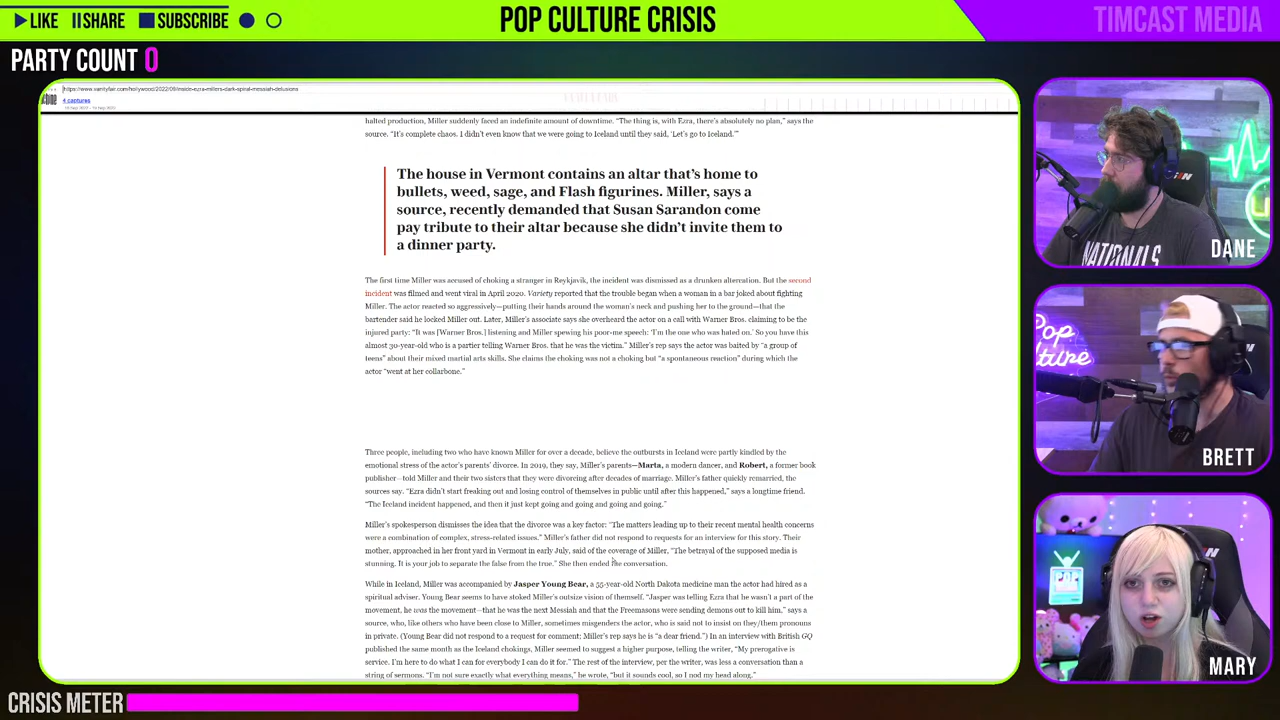 LIKE SHARE SUBSCRIBE
POP CULTURE CRISIS
TIMCAST MEDIA
PARTY COUNT 0
https://www.vanityfair.com/hollywood/2022/09/inside-ezra-millers-dark-spiral-messiah-delusions
4 captures
VANITY FAIR
halted production, Miller suddenly faced an indefinite amount of downtime. “The thing is, with Ezra, there’s absolutely no plan,” says the
source. “It’s complete chaos. I didn’t even know that we were going to Iceland until they said, ‘Let’s go to Iceland.’”
The house in Vermont contains an altar that’s home to
bullets, weed, sage, and Flash figurines. Miller, says a
source, recently demanded that Susan Sarandon come
pay tribute to their altar because she didn’t invite them to
a dinner party.
The first time Miller was accused of choking a stranger in Reykjavík, the incident was dismissed as a drunken altercation. But the second
incident was filmed and went viral in April 2020. Variety reported that the trouble began when a woman in a bar joked about fighting
Miller. The actor reacted so aggressively—putting their hands around the woman’s neck and pushing her to the ground—that the
bartender said he locked Miller out. Later, Miller’s associate says she overheard the actor on a call with Warner Bros. claiming to be the
injured party: “It was [Warner Bros.] listening and Miller spewing his poor-me speech: ‘I’m the one who was hated on.’ So you have this
almost 30-year-old who is a partier telling Warner Bros. that he was the victim.” Miller’s rep says the actor was baited by “a group of
teens” about their mixed martial arts skills. She claims the choking was not a choking but “a spontaneous reaction” during which the
actor “went at her collarbone.”
Three people, including two who have known Miller for over a decade, believe the outbursts in Iceland were partly kindled by the
emotional stress of the actor’s parents’ divorce. In 2019, they say, Miller’s parents—Marta, a modern dancer, and Robert, a former book
publisher—told Miller and their two sisters that they were divorcing after decades of marriage. Miller’s father quickly remarried, the
sources say. “Ezra didn’t start freaking out and losing control of themselves in public until after this happened,” says a longtime friend.
“The Iceland incident happened, and then it just kept going and going and going and going.”
Miller’s spokesperson dismisses the idea that the divorce was a key factor: “The matters leading up to their recent mental health concerns
were a combination of complex, stress-related issues.” Miller’s father did not respond to requests for an interview for this story. Their
mother, approached in her front yard in Vermont in early July, said of the coverage of Miller, “The betrayal of the supposed media is
stunning. It is your job to separate the false from the true.” She then ended the conversation.
While in Iceland, Miller was accompanied by Jasper Young Bear, a 55-year-old North Dakota medicine man the actor had hired as a
spiritual adviser. Young Bear seems to have stoked Miller’s outsize vision of themself. “Jasper was telling Ezra that he wasn’t a part of the
movement, he was the movement—that he was the next Messiah and that the Freemasons were sending demons out to kill him,” says a
source, who, like others who have been close to Miller, sometimes misgenders the actor, who is said not to insist on they/them pronouns
in private. (Young Bear did not respond to a request for comment; Miller’s rep says he is “a dear friend.”) In an interview with British GQ
published the same month as the Iceland chokings, Miller seemed to suggest a higher purpose, telling the writer, “My prerogative is
service. I’m here to do what I can for everybody I can do it for.” The rest of the interview, per the writer, was less a conversation than a
string of sermons. “I’m not sure exactly what everything means,” he wrote, “but it sounds cool, so I nod my head along.”
NATIONALS
DANE
Pop
Culture
BRETT
MARY
CRISIS METER